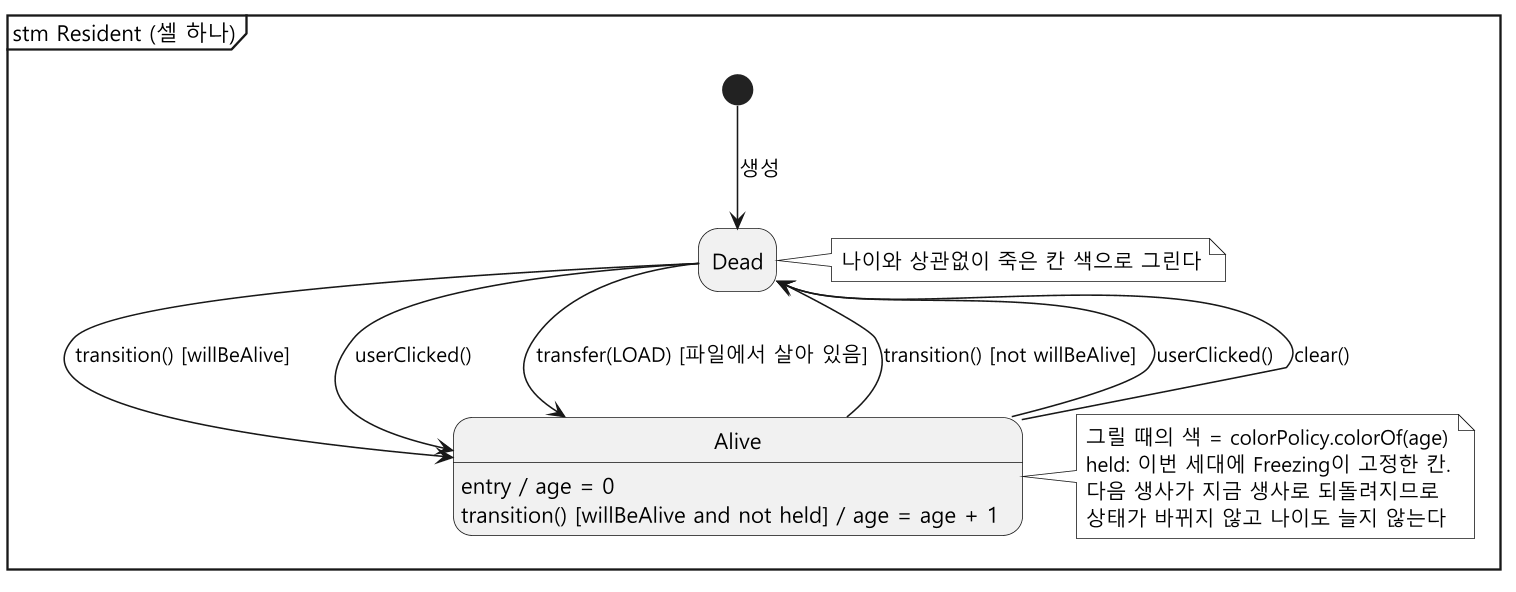 stm Resident (셀 하나)
생성
Dead
나이와 상관없이 죽은 칸 색으로 그린다
transition() [willBeAlive]
userClicked()
transfer(LOAD) [파일에서 살아 있음]
transition() [not willBeAlive]
userClicked()
clear()
Alive
entry / age = 0
transition() [willBeAlive and not held] / age = age + 1
그릴 때의 색 = colorPolicy.colorOf(age)
held: 이번 세대에 Freezing이 고정한 칸.
다음 생사가 지금 생사로 되돌려지므로
상태가 바뀌지 않고 나이도 늘지 않는다